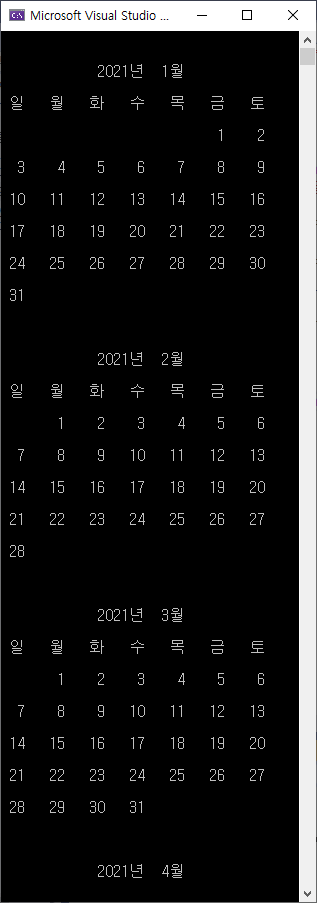 Microsoft Visual Studio ...
2021년 1월
일 월 화 수 목 금 토
1 2
3 4 5 6 7 8 9
10 11 12 13 14 15 16
17 18 19 20 21 22 23
24 25 26 27 28 29 30
31
2021년 2월
일 월 화 수 목 금 토
1 2 3 4 5 6
7 8 9 10 11 12 13
14 15 16 17 18 19 20
21 22 23 24 25 26 27
28
2021년 3월
일 월 화 수 목 금 토
1 2 3 4 5 6
7 8 9 10 11 12 13
14 15 16 17 18 19 20
21 22 23 24 25 26 27
28 29 30 31
2021년 4월